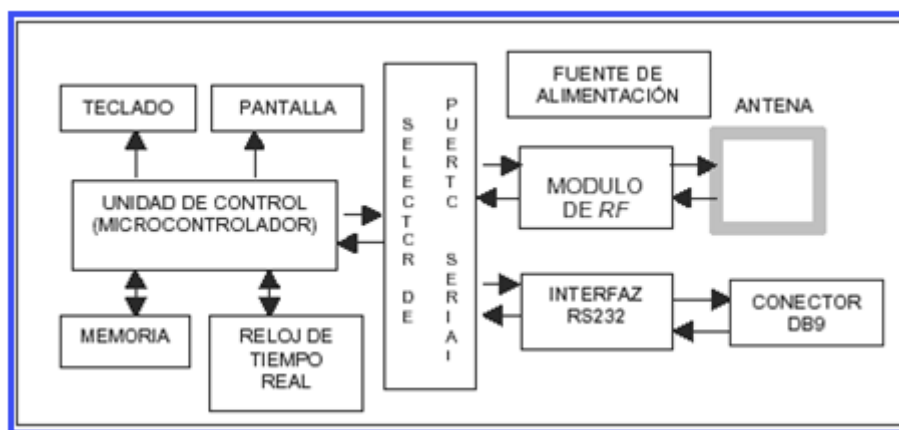 TECLADO
PANTALLA
UNIDAD DE CONTROL
(MICROCONTROLADOR)
MEMORIA
RELOJ DE
TIEMPO
REAL
SELECTCR DE
PUERTC SERIAI
FUENTE DE
ALIMENTACIÓN
ANTENA
MODULO
DE RF
INTERFAZ
RS232
CONECTOR
DB9